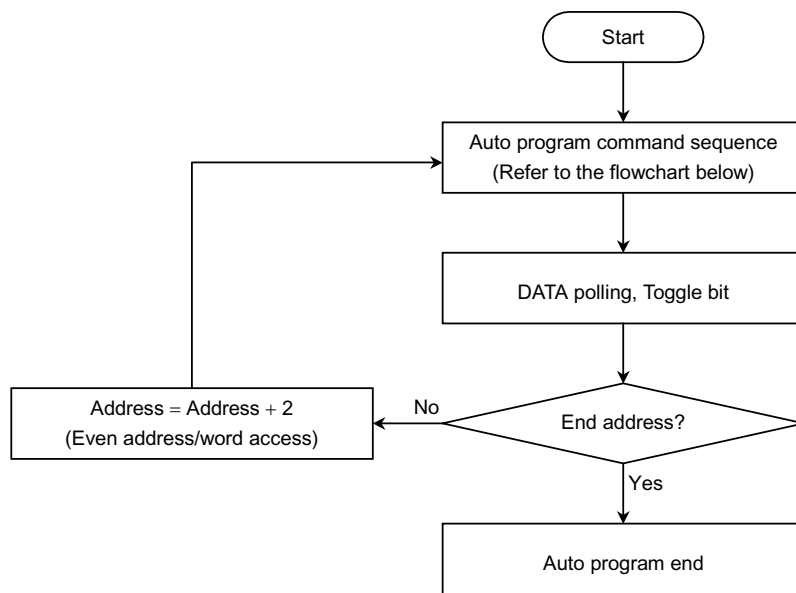 Start
Auto program command sequence
(Refer to the flowchart below)
DATA polling, Toggle bit
Address = Address + 2
(Even address/word access)
No
End address?
Yes
Auto program end